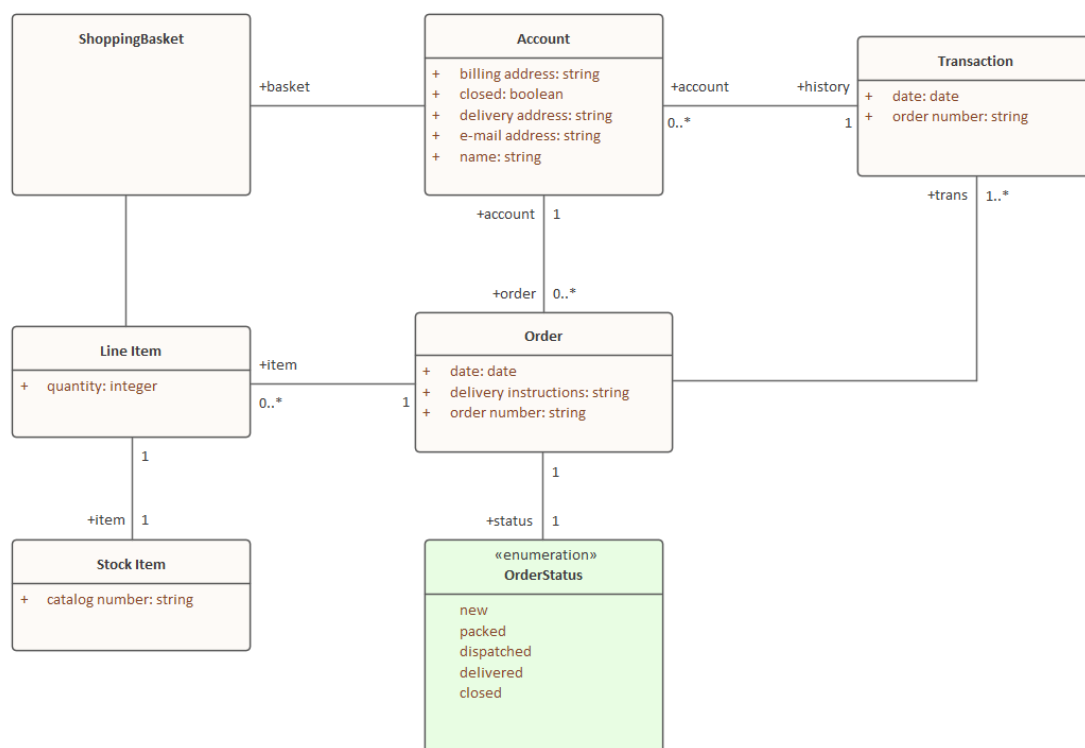 ShoppingBasket
+basket
Account
+ billing address: string
+ closed: boolean
+ delivery address: string
+ e-mail address: string
+ name: string
+account
0..*
+history
1
Transaction
+ date: date
+ order number: string
+account 1
+trans 1..*
+order 0..*
Line Item
+ quantity: integer
+item
0..*
1
Order
+ date: date
+ delivery instructions: string
+ order number: string
1
+item 1
1
+status 1
Stock Item
+ catalog number: string
«enumeration»
OrderStatus
new
packed
dispatched
delivered
closed